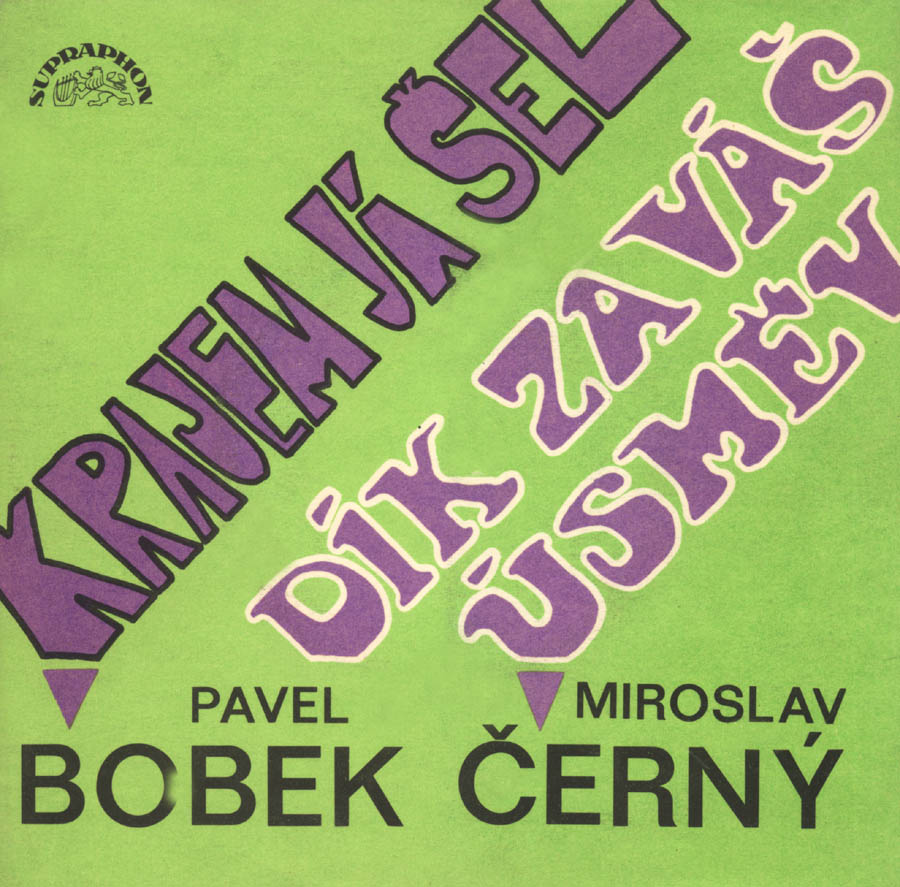 SUPRAPHON
KRAJEM JÁ ŠEL
DÍK ZA VÁŠ
ÚSMĚV
PAVEL
BOBEK
MIROSLAV
ČERNÝ